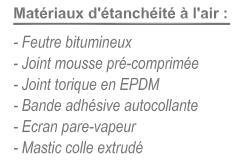 Matériaux d'étanchéité à l'air :
- Feutre bitumineux
- Joint mousse pré-comprimée
- Joint torique en EPDM
- Bande adhésive autocollante
- Ecran pare-vapeur
- Mastic colle extrudé